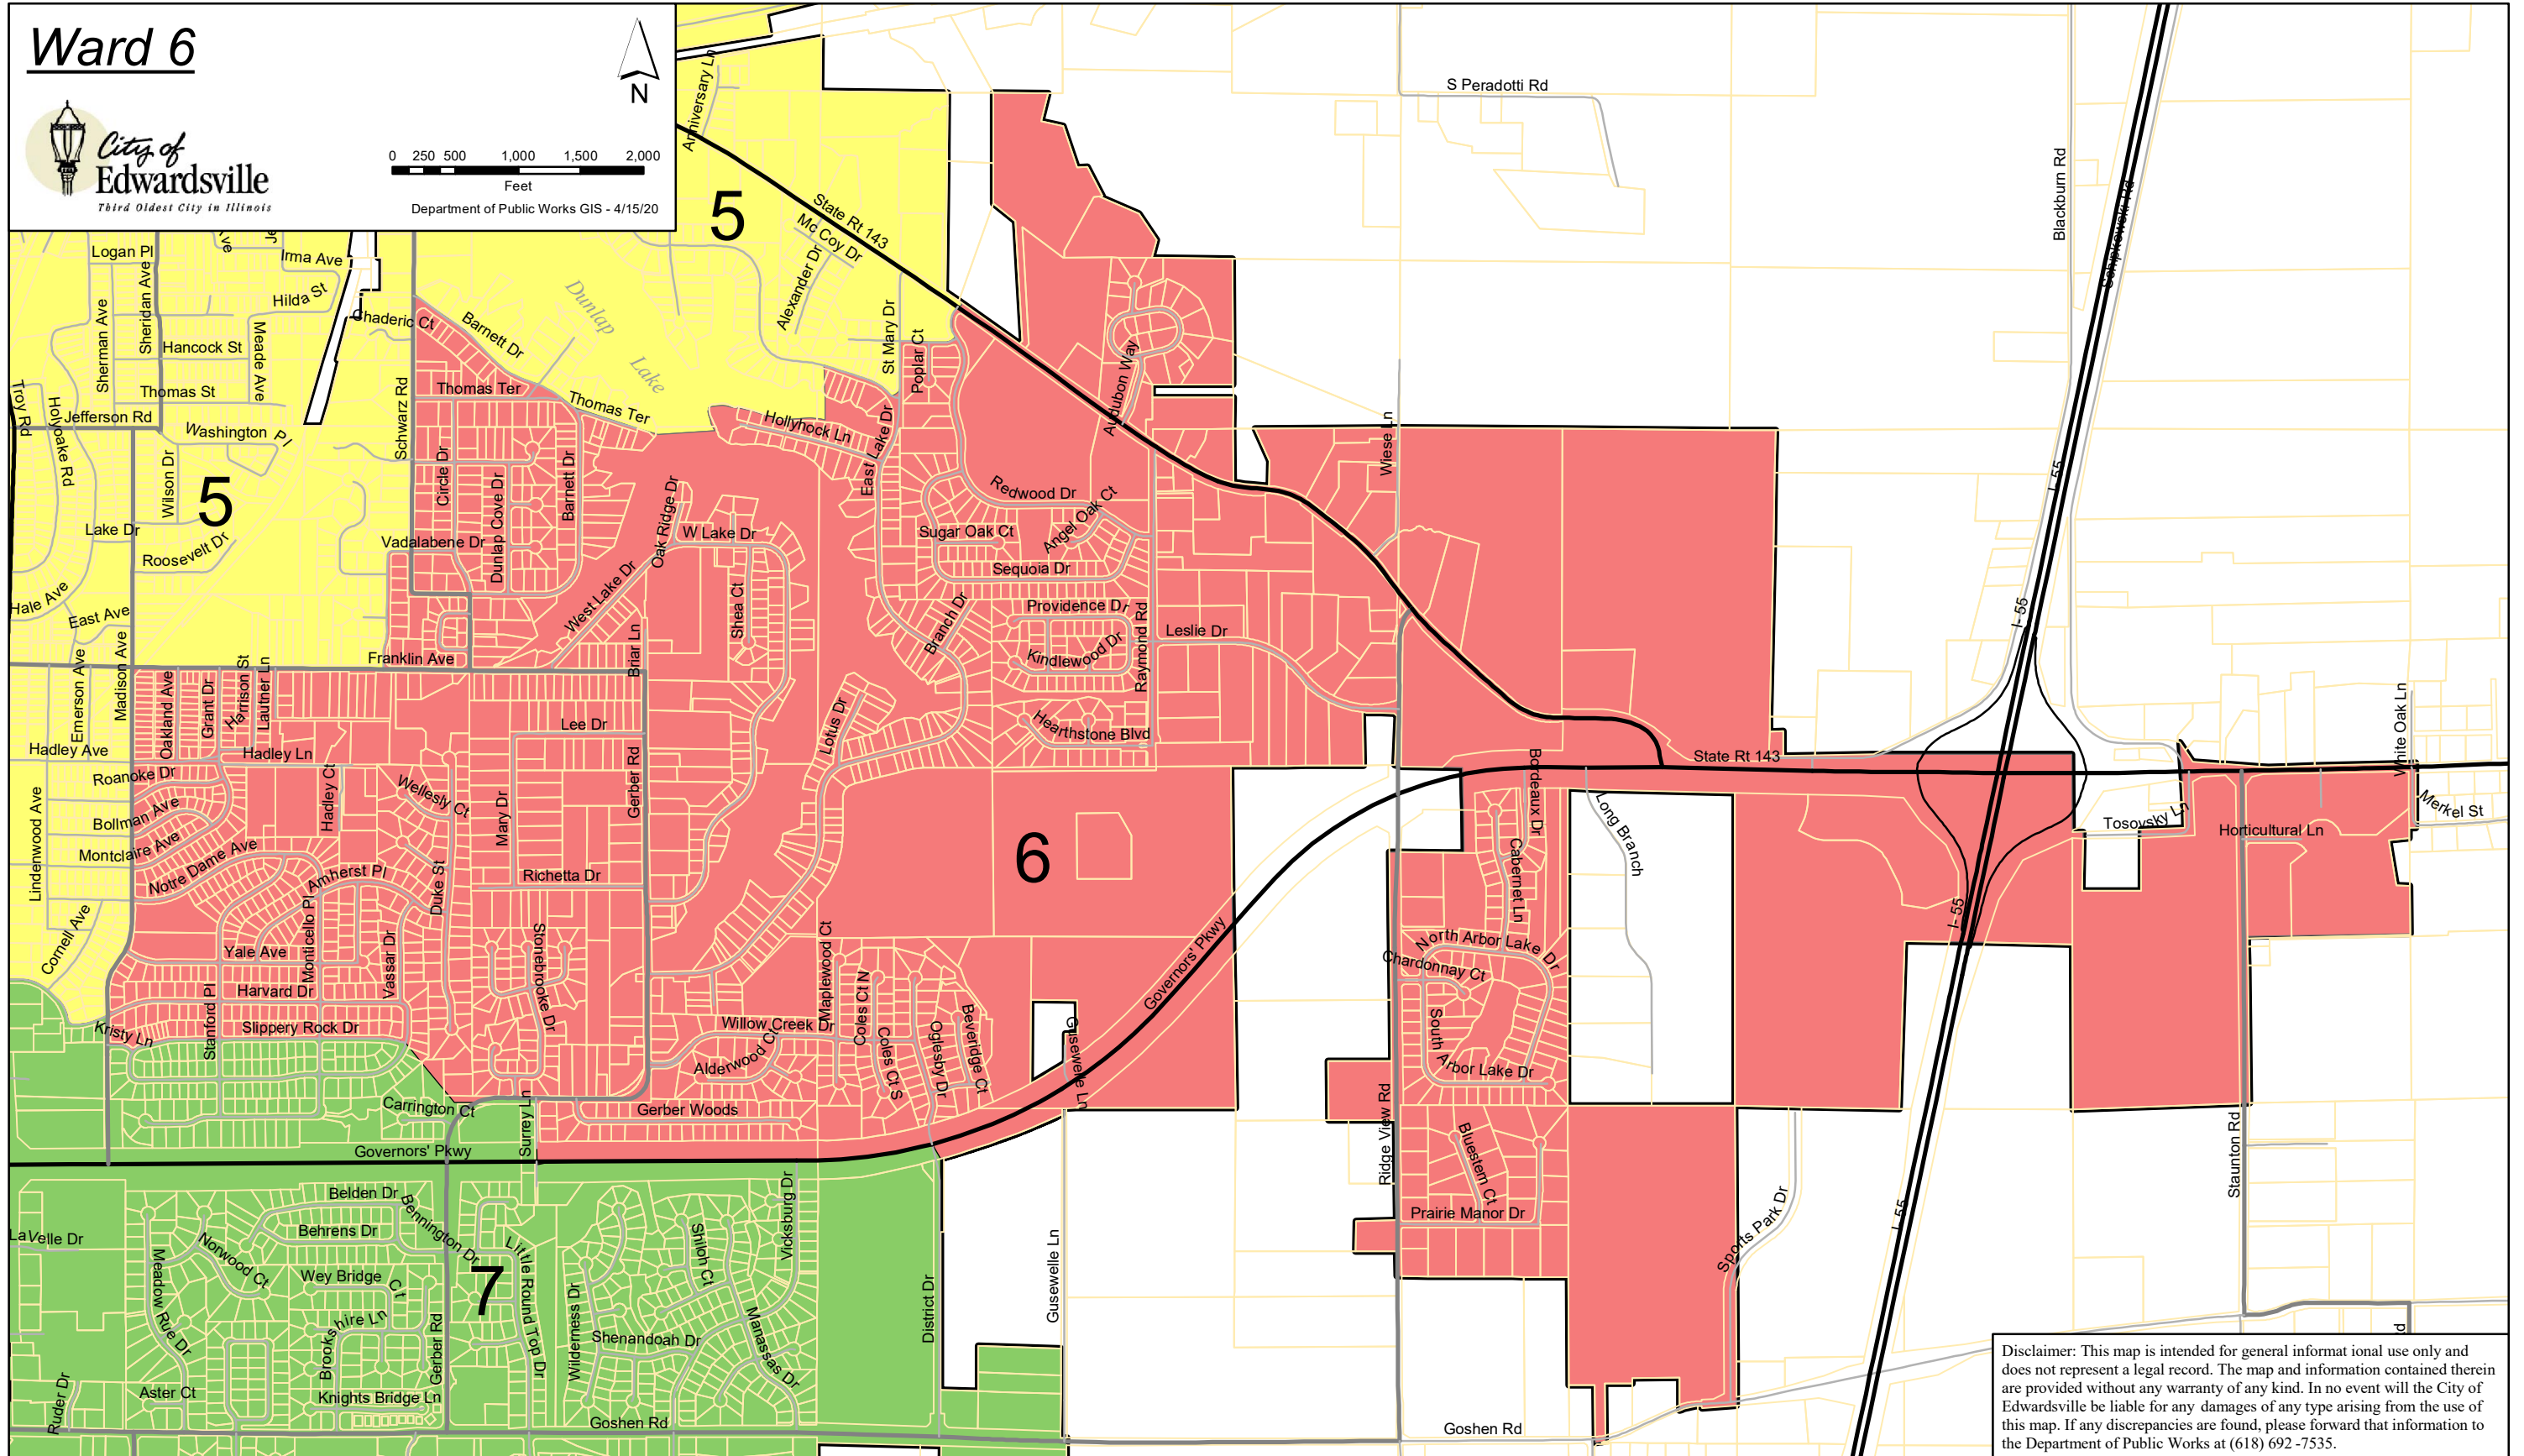 Ward 6
City of
Edwardsville
Third Oldest City in Illinois
N
0 250 500 1,000 1,500 2,000
Feet
Department of Public Works GIS - 4/15/20
Anniversary Ln
5
State Rt 143
Mc Coy Dr
Alexander Dr
S Peradotti Rd
Blackburn Rd
Logan Pl
Irma Ave
Hilda St
Sherman Ave
Sheridan Ave
Hancock St
Meade Ave
Thomas St
Jefferson Rd
Troy Rd
Holyoake Rd
Washington Pl
Wilson Dr
5
Lake Dr
Roosevelt Dr
Hale Ave
East Ave
Chaderic Ct
Barnett Dr
Dunlap
Lake
St Mary Dr
Poplar Ct
Schwarz Rd
Thomas Ter
Thomas Ter
Hollyhock Ln
East Lake Dr
Audubon Way
Wiese Ln
Circle Dr
Dunlap Cove Dr
Barnett Dr
Vadalabene Dr
Oak Ridge Dr
W Lake Dr
West Lake Dr
Shea Ct
Redwood Dr
Angel Oak Ct
Sugar Oak Ct
Sequoia Dr
Branch Dr
Providence Dr
Kindlewood Dr
Raymond Rd
Leslie Dr
Hearthstone Blvd
I- 55
I- 55
Franklin Ave
Briar Ln
Madison Ave
Emerson Ave
Oakland Ave
Grant Dr
Harrison St
Lautner Ln
Lee Dr
Lotus Dr
Hadley Ave
Hadley Ln
Roanoke Dr
Bollman Ave
Montclaire Ave
Notre Dame Ave
Lindenwood Ave
Cornell Ave
Hadley Ct
Wellesly Ct
Mary Dr
Gerber Rd
Amherst Pl
Duke St
Richetta Dr
Monticello Pl
Yale Ave
Vassar Dr
Stonebrooke Dr
Harvard Dr
Stanford Pl
Slippery Rock Dr
Kristy Ln
6
State Rt 143
Bordeaux Dr
Long Branch
Cabernet Ln
North Arbor Lake Dr
Chardonnay Ct
South Arbor Lake Dr
White Oak Ln
Merkel St
Tosovsky Ln
Horticultural Ln
I- 55
Governors' Pkwy
Maplewood Ct
Coles Ct N
Coles Ct S
Willow Creek Dr
Alderwood Ct
Oglesby Dr
Beveridge Ct
Gusewelle Ln
Carrington Ct
Surrey Ln
Gerber Woods
Governors' Pkwy
Ridge View Rd
Bluestem Ct
Prairie Manor Dr
Sports Park Dr
I- 55
Staunton Rd
Belden Dr
Behrens Dr
Bennington Dr
LaVelle Dr
Norwood Ct
Meadow Rue Dr
Wey Bridge Ct
7
Little Round Top Dr
Brookshire Ln
Gerber Rd
Aster Ct
Knights Bridge Ln
Ruder Dr
Wilderness Dr
Shiloh Ct
Vicksburg Dr
Shenandoah Dr
Manassas Dr
District Dr
Gusewelle Ln
Goshen Rd
Goshen Rd
Disclaimer: This map is intended for general informat ional use only and
does not represent a legal record. The map and information contained therein
are provided without any warranty of any kind. In no event will the City of
Edwardsville be liable for any damages of any type arising from the use of
this map. If any discrepancies are found, please forward that information to
the Department of Public Works at (618) 692 -7535.